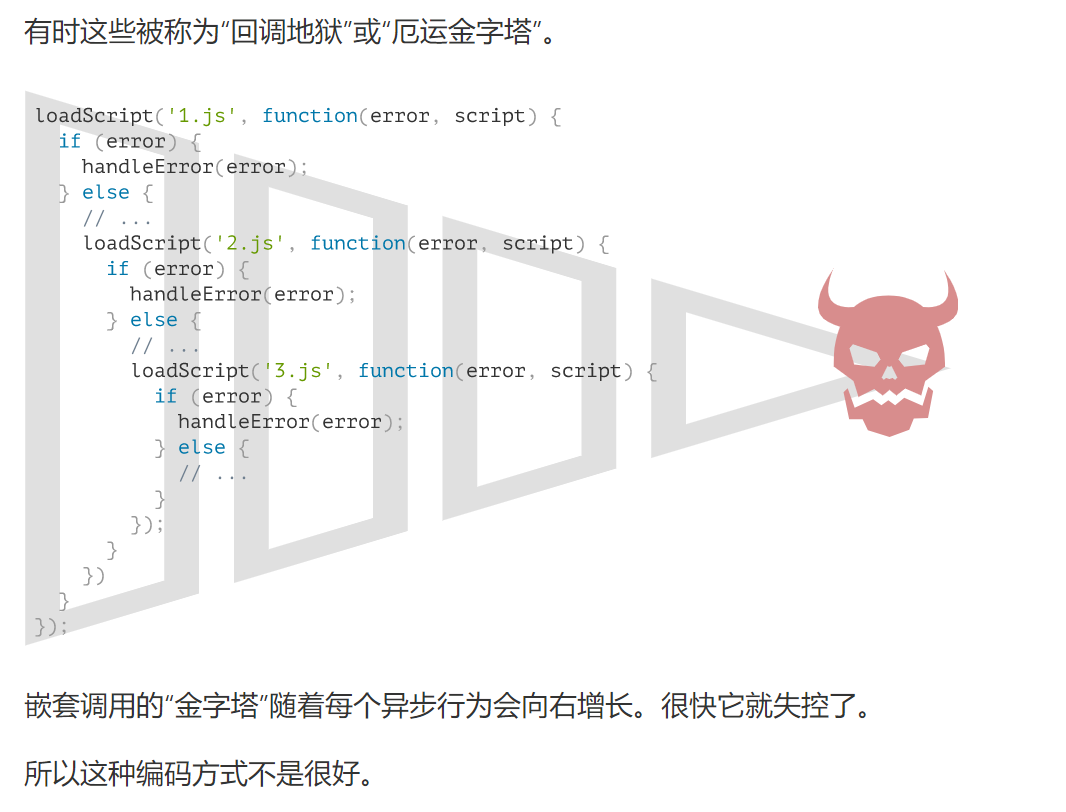 有时这些被称为“回调地狱”或“厄运金字塔”。
loadScript('1.js', function(error, script) {
  if (error) {
    handleError(error);
  } else {
    // ...
    loadScript('2.js', function(error, script) {
      if (error) {
        handleError(error);
      } else {
        // ...
        loadScript('3.js', function(error, script) {
          if (error) {
            handleError(error);
          } else {
            // ...
          }
        });
      }
    })
  }
});
嵌套调用的“金字塔”随着每个异步行为会向右增长。很快它就失控了。
所以这种编码方式不是很好。